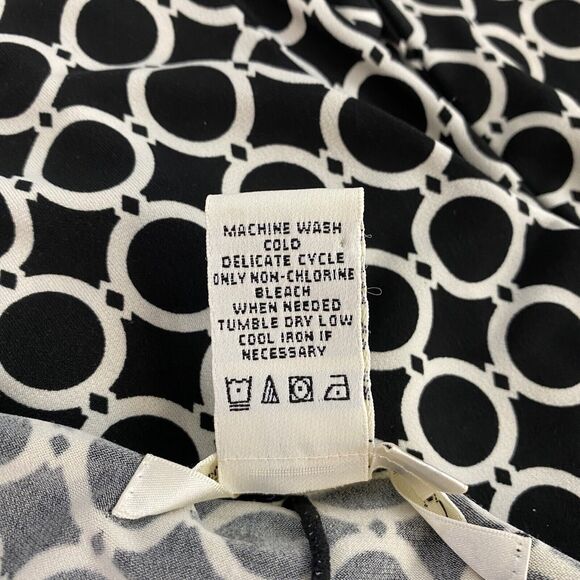 MACHINE WASH
COLD
DELICATE CYCLE
ONLY NON-CHLORINE
BLEACH
WHEN NEEDED
TUMBLE DRY LOW
COOL IRON IF
NECESSARY